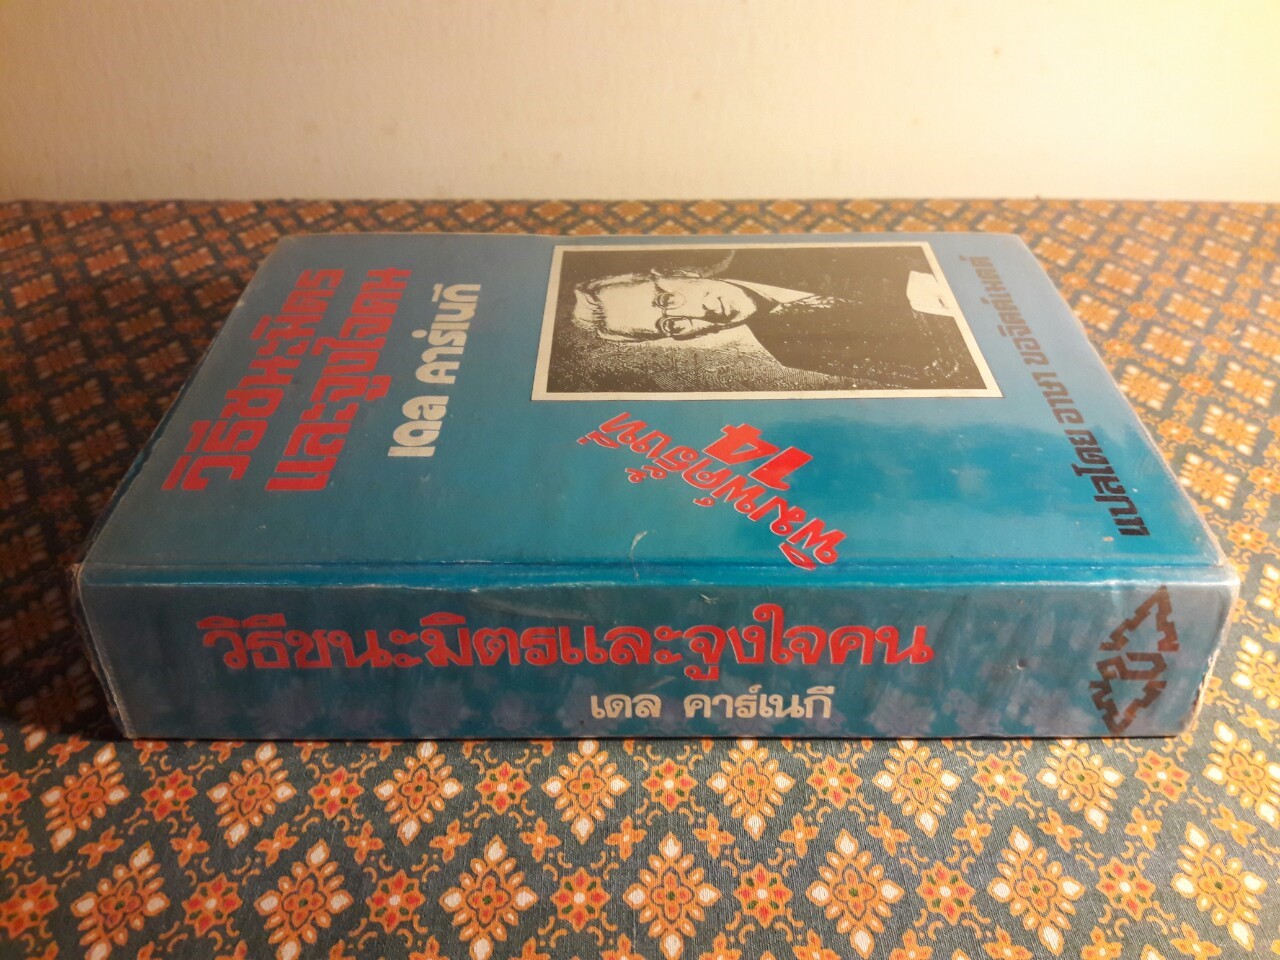 วิธีชนะมิตร
และจูงใจคน
เดล คาร์เนกี
พิมพ์ครั้งที่
14
แปลโดย อาษา ขอจิตต์เมตต์
วิธีชนะมิตรและจูงใจคน
เดล คาร์เนกี